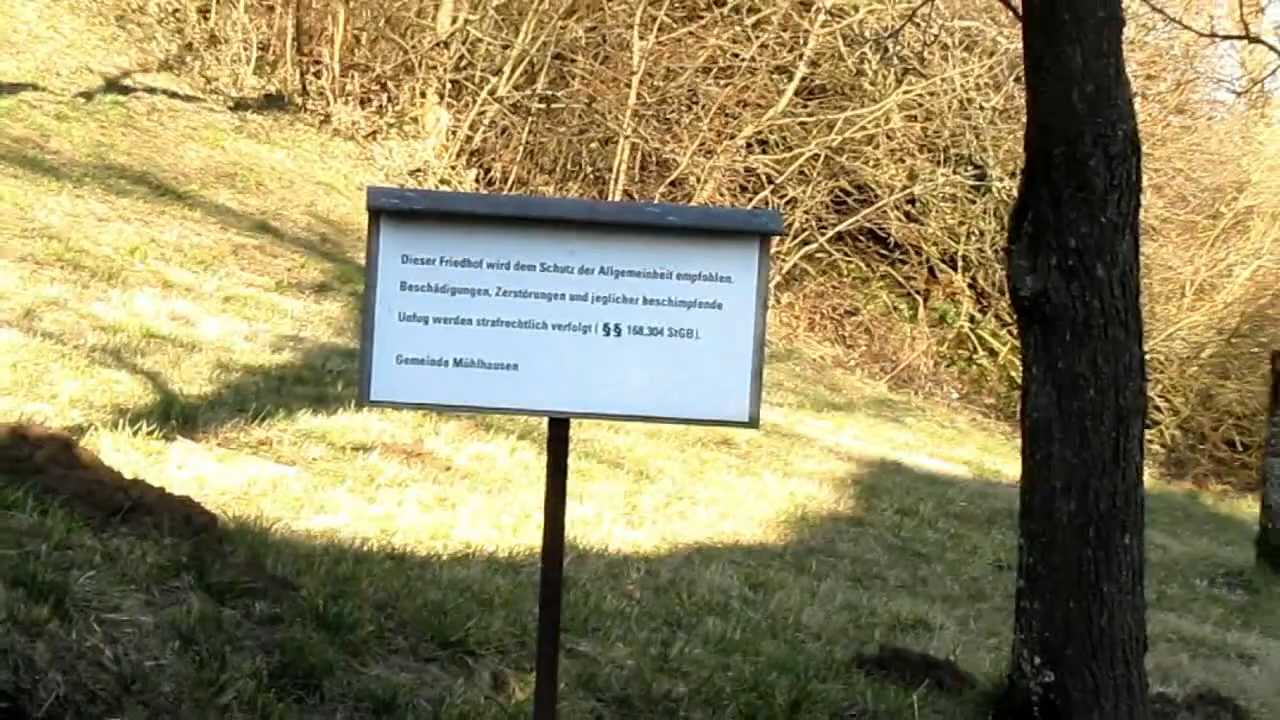 Dieser Friedhof wird dem Schutz der Allgemeinheit empfohlen.
Beschädigungen, Zerstörungen und jeglicher beschimpfende
Unfug werden strafrechtlich verfolgt ( §§ 168,304 StGB ).
Gemeinde Mühlhausen